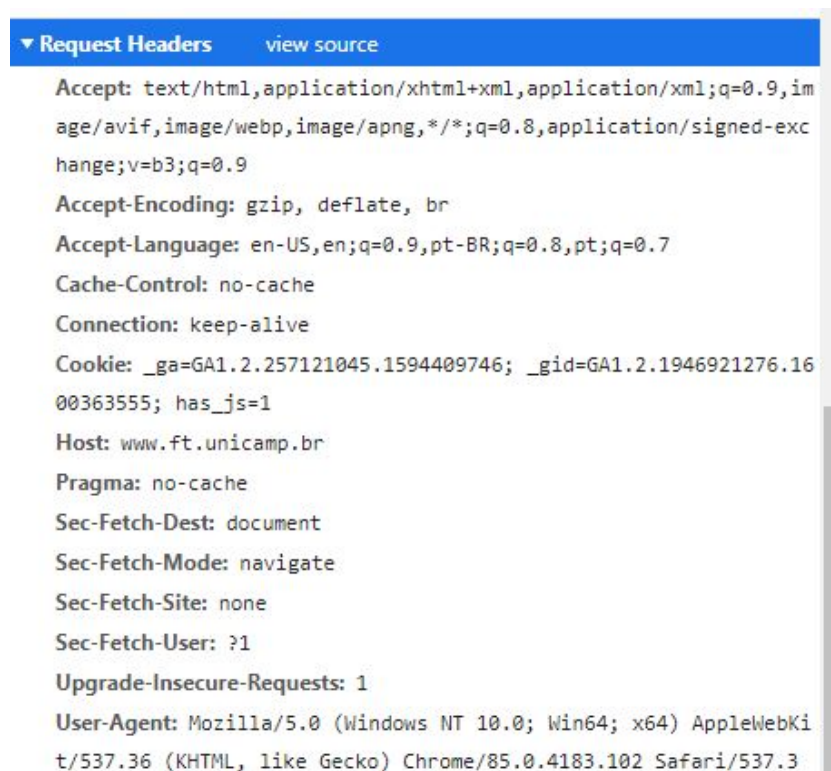 ▼ Request Headers view source
Accept: text/html,application/xhtml+xml,application/xml;q=0.9,im
age/avif,image/webp,image/apng,*/*;q=0.8,application/signed-exc
hange;v=b3;q=0.9
Accept-Encoding: gzip, deflate, br
Accept-Language: en-US,en;q=0.9,pt-BR;q=0.8,pt;q=0.7
Cache-Control: no-cache
Connection: keep-alive
Cookie: _ga=GA1.2.257121045.1594409746; _gid=GA1.2.1946921276.16
00363555; has_js=1
Host: www.ft.unicamp.br
Pragma: no-cache
Sec-Fetch-Dest: document
Sec-Fetch-Mode: navigate
Sec-Fetch-Site: none
Sec-Fetch-User: ?1
Upgrade-Insecure-Requests: 1
User-Agent: Mozilla/5.0 (Windows NT 10.0; Win64; x64) AppleWebKi
t/537.36 (KHTML, like Gecko) Chrome/85.0.4183.102 Safari/537.3